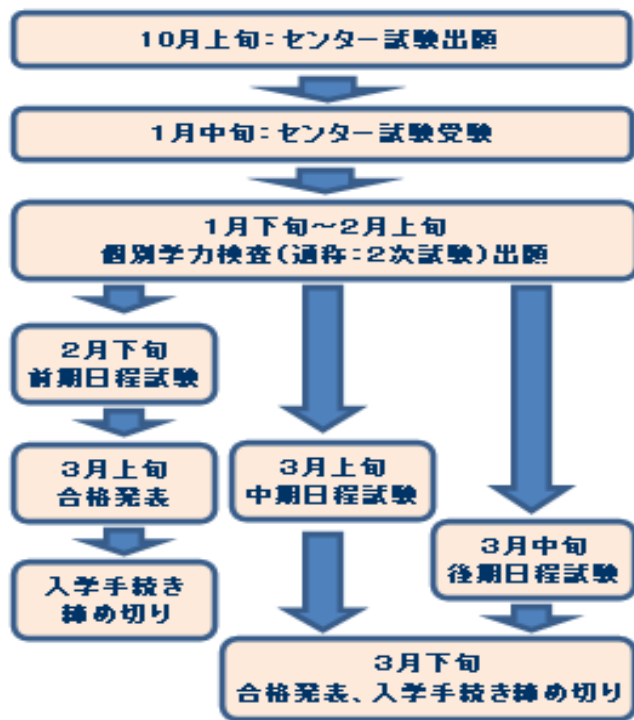 10月上旬：センター試験出願
1月中旬：センター試験受験
1月下旬～2月上旬
個別学力検査（通称：2次試験）出願
2月下旬
前期日程試験
3月上旬
合格発表
入学手続き
締め切り
3月上旬
中期日程試験
3月中旬
後期日程試験
3月下旬
合格発表、入学手続き締め切り